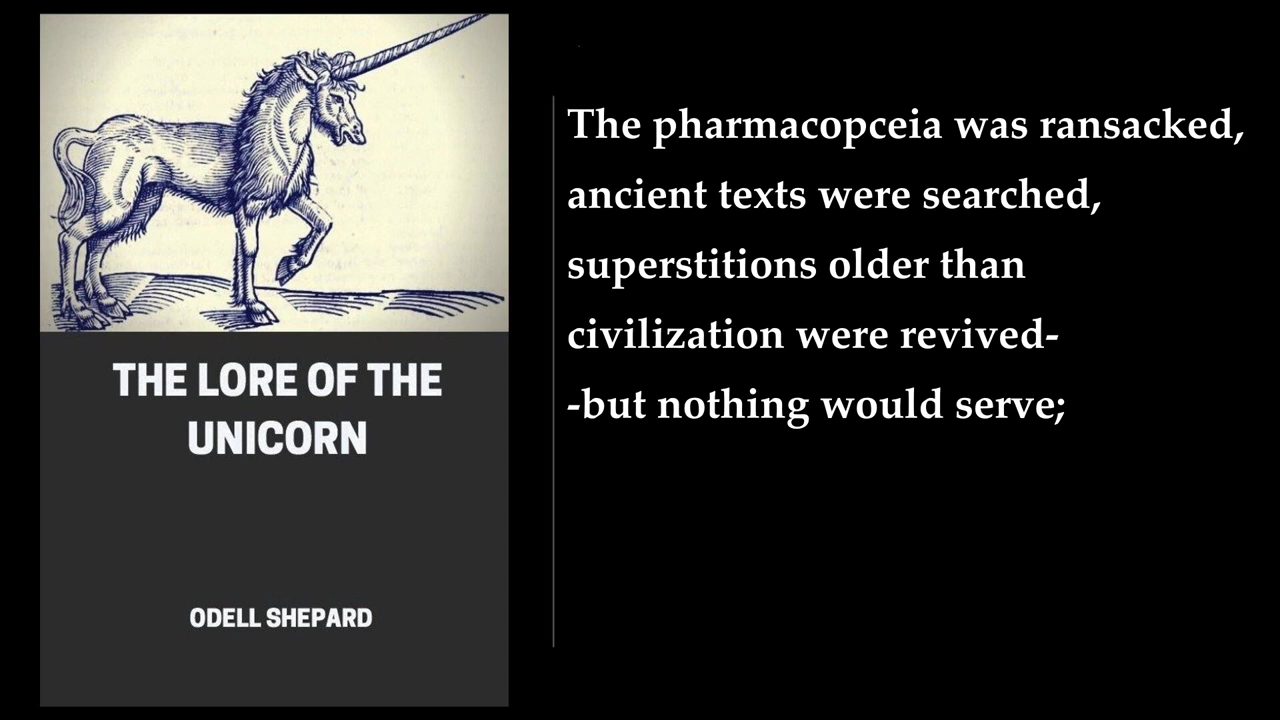 THE LORE OF THE
UNICORN
ODELL SHEPARD
The pharmacopceia was ransacked,
ancient texts were searched,
superstitions older than
civilization were revived-
-but nothing would serve;